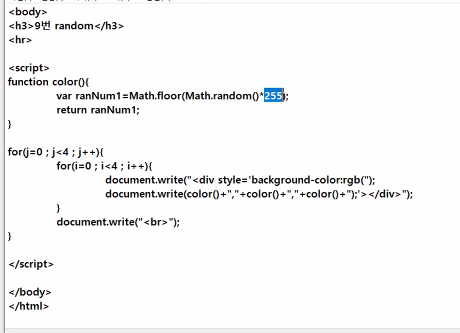 <body>
<h3>9번 random</h3>
<hr>
<script>
function color(){
var ranNum1=Math.floor(Math.random()*255);
return ranNum1;
}
for(j=0 ; j<4 ; j++){
for(i=0 ; i<4 ; i++){
document.write("<div style='background-color:rgb(");
document.write(color()+","+color()+","+color()+");'></div>");
}
document.write("<br>");
}
</script>
</body>
</html>